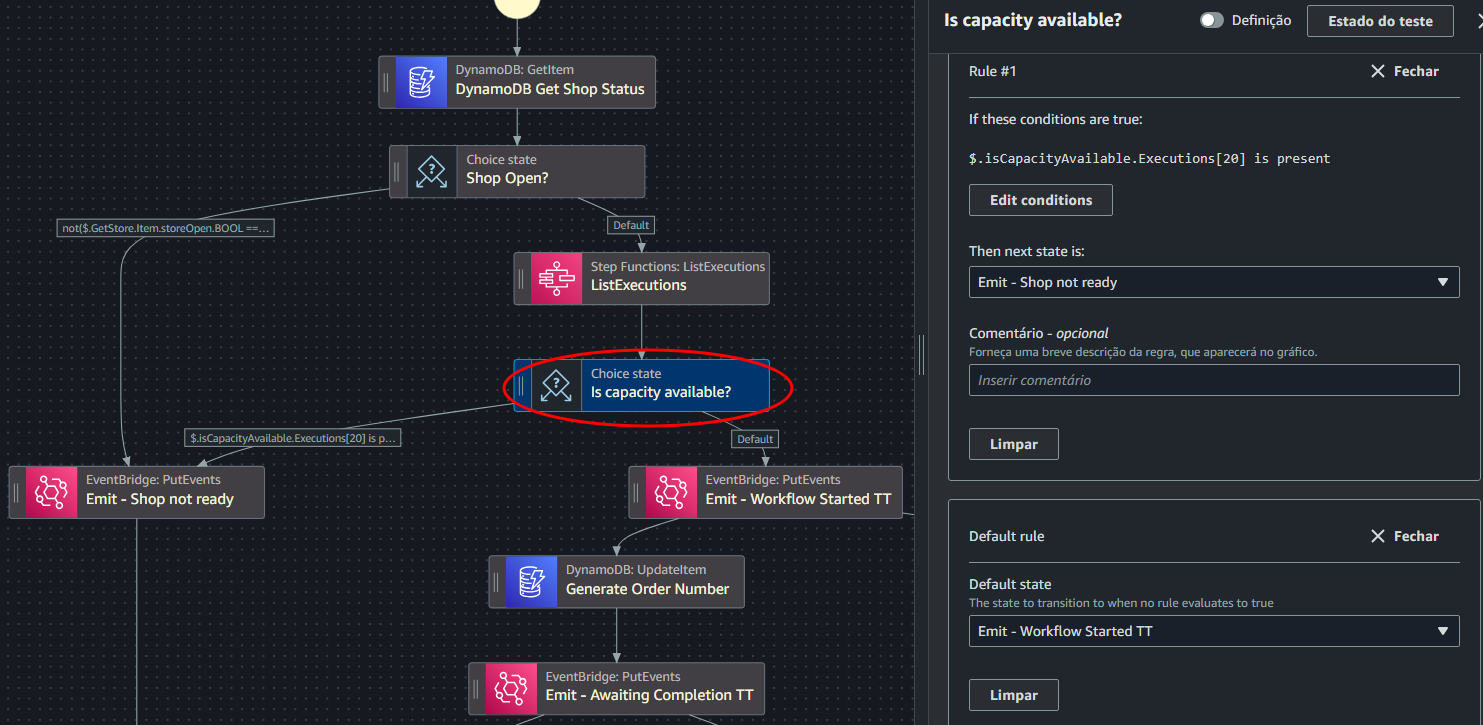 DynamoDB: GetItem
DynamoDB Get Shop Status
Choice state
Shop Open?
not($.GetStore.Item.storeOpen.BOOL ==...
Default
Step Functions: ListExecutions
ListExecutions
Choice state
Is capacity available?
$.isCapacityAvailable.Executions[20] is p...
Default
EventBridge: PutEvents
Emit - Shop not ready
EventBridge: PutEvents
Emit - Workflow Started TT
DynamoDB: UpdateItem
Generate Order Number
EventBridge: PutEvents
Emit - Awaiting Completion TT
Is capacity available?
Definição
Estado do teste
Rule #1
Fechar
If these conditions are true:
$.isCapacityAvailable.Executions[20] is present
Edit conditions
Then next state is:
Emit - Shop not ready
Comentário - opcional
Forneça uma breve descrição da regra, que aparecerá no gráfico.
Inserir comentário
Limpar
Default rule
Fechar
Default state
The state to transition to when no rule evaluates to true
Emit - Workflow Started TT
Limpar